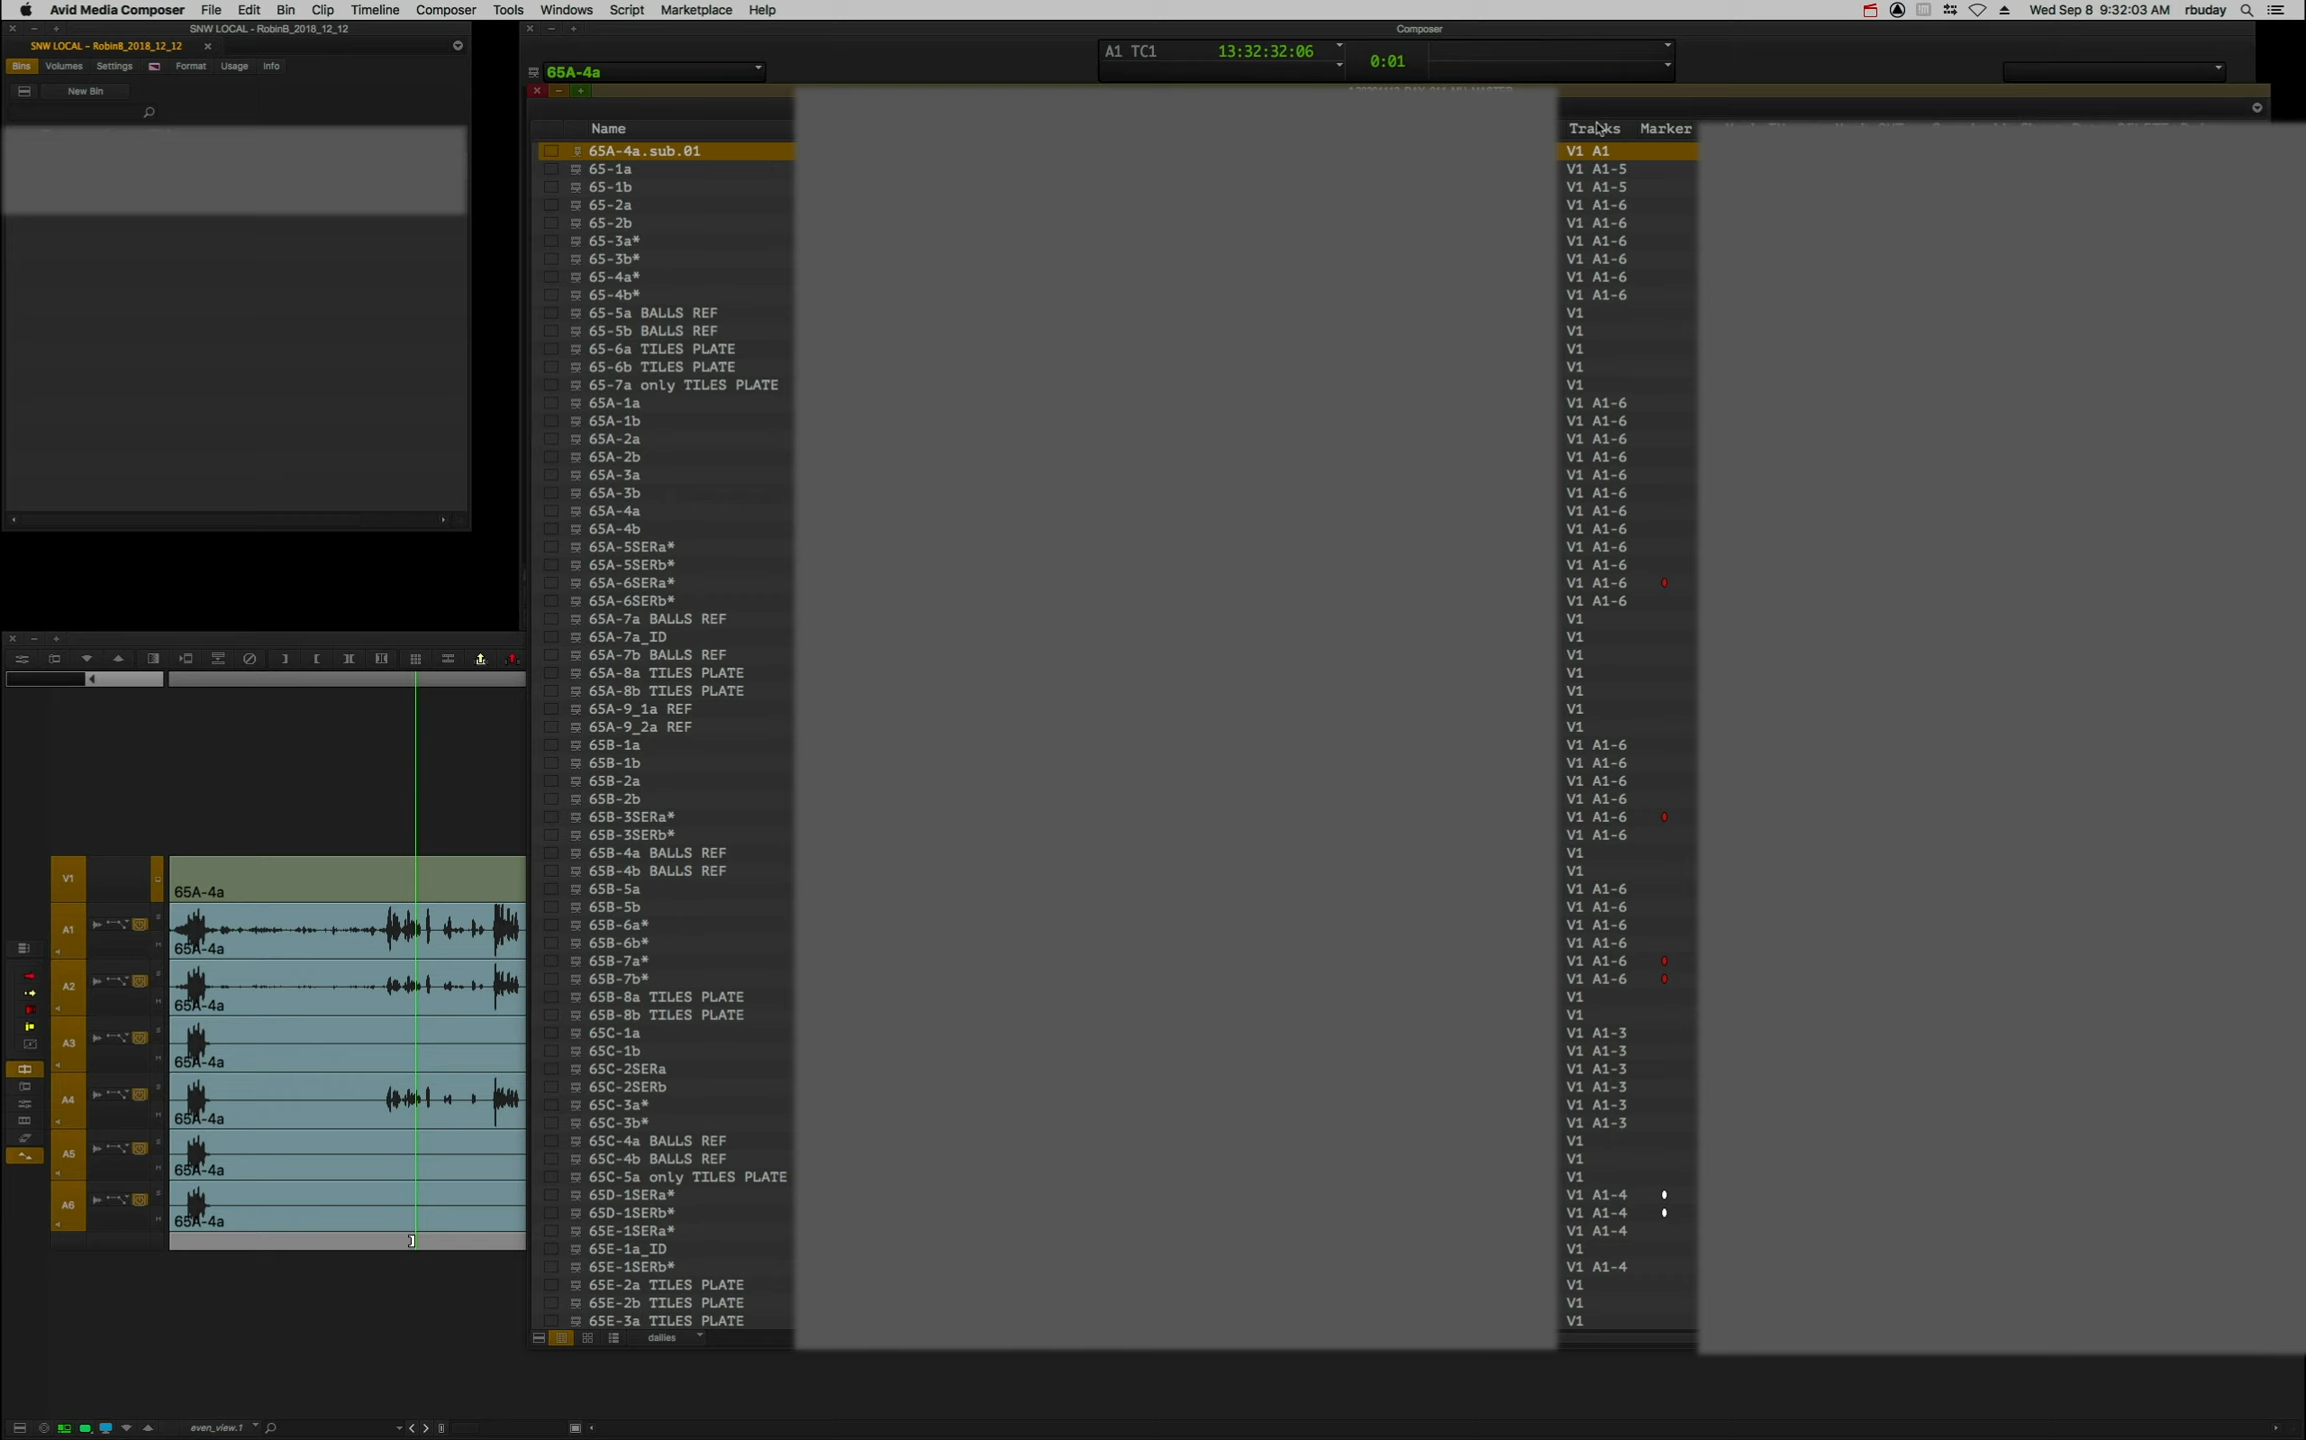 Avid Media Composer File Edit Bin Clip Timeline Composer Tools Windows Script Marketplace Help
Wed Sep 8 9:32:03 AM rbuday
SNW LOCAL - RobinB_2018_12_12
Composer
SNW LOCAL - RobinB_2018_12_12
A1 TC1 13:32:32:06
0:01
Bins Volumes Settings Format Usage Info
65A-4a
New Bin
Name Tracks Marker
65A-4a.sub.01 V1 A1
65-1a V1 A1-5
65-1b V1 A1-5
65-2a V1 A1-6
65-2b V1 A1-6
65-3a* V1 A1-6
65-3b* V1 A1-6
65-4a* V1 A1-6
65-4b* V1 A1-6
65-5a BALLS REF V1
65-5b BALLS REF V1
65-6a TILES PLATE V1
65-6b TILES PLATE V1
65-7a only TILES PLATE V1
65A-1a V1 A1-6
65A-1b V1 A1-6
65A-2a V1 A1-6
65A-2b V1 A1-6
65A-3a V1 A1-6
65A-3b V1 A1-6
65A-4a V1 A1-6
65A-4b V1 A1-6
65A-5SERa* V1 A1-6
65A-5SERb* V1 A1-6
65A-6SERa* V1 A1-6
65A-6SERb* V1 A1-6
65A-7a BALLS REF V1
65A-7a_ID V1
65A-7b BALLS REF V1
65A-8a TILES PLATE V1
65A-8b TILES PLATE V1
65A-9_1a REF V1
65A-9_2a REF V1
65B-1a V1 A1-6
65B-1b V1 A1-6
65B-2a V1 A1-6
65B-2b V1 A1-6
65B-3SERa* V1 A1-6
65B-3SERb* V1 A1-6
65B-4a BALLS REF V1
65B-4b BALLS REF V1
65B-5a V1 A1-6
65B-5b V1 A1-6
65B-6a* V1 A1-6
65B-6b* V1 A1-6
65B-7a* V1 A1-6
65B-7b* V1 A1-6
65B-8a TILES PLATE V1
65B-8b TILES PLATE V1
65C-1a V1 A1-3
65C-1b V1 A1-3
65C-2SERa V1 A1-3
65C-2SERb V1 A1-3
65C-3a* V1 A1-3
65C-3b* V1 A1-3
65C-4a BALLS REF V1
65C-4b BALLS REF V1
65C-5a only TILES PLATE V1
65D-1SERa* V1 A1-4
65D-1SERb* V1 A1-4
65E-1SERa* V1 A1-4
65E-1a_ID V1
65E-1SERb* V1 A1-4
65E-2a TILES PLATE V1
65E-2b TILES PLATE V1
65E-3a TILES PLATE V1
dailies
V1 65A-4a
A1 65A-4a
A2 65A-4a
A3 65A-4a
A4 65A-4a
A5 65A-4a
A6 65A-4a
even_view.1